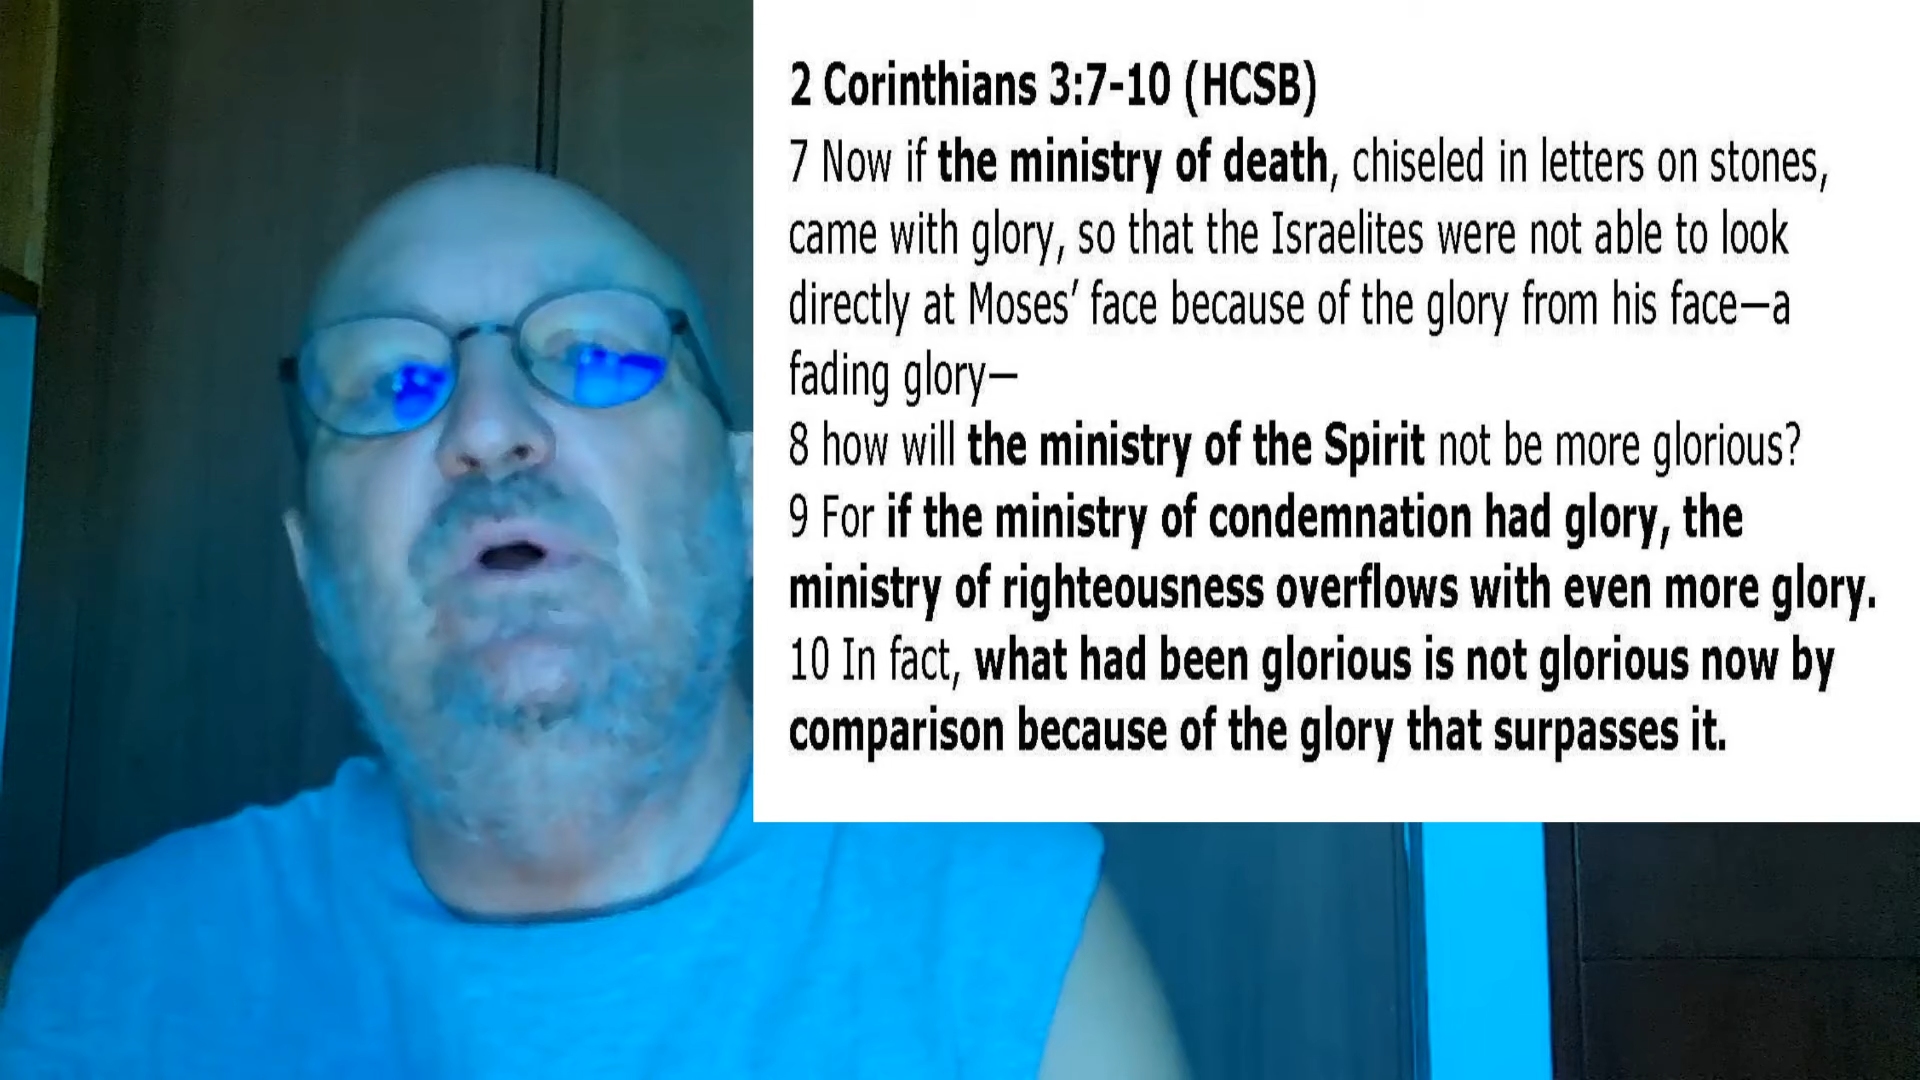 2 Corinthians 3:7-10 (HCSB)
7 Now if the ministry of death, chiseled in letters on stones,
came with glory, so that the Israelites were not able to look
directly at Moses’ face because of the glory from his face—a
fading glory—
8 how will the ministry of the Spirit not be more glorious?
9 For if the ministry of condemnation had glory, the
ministry of righteousness overflows with even more glory.
10 In fact, what had been glorious is not glorious now by
comparison because of the glory that surpasses it.